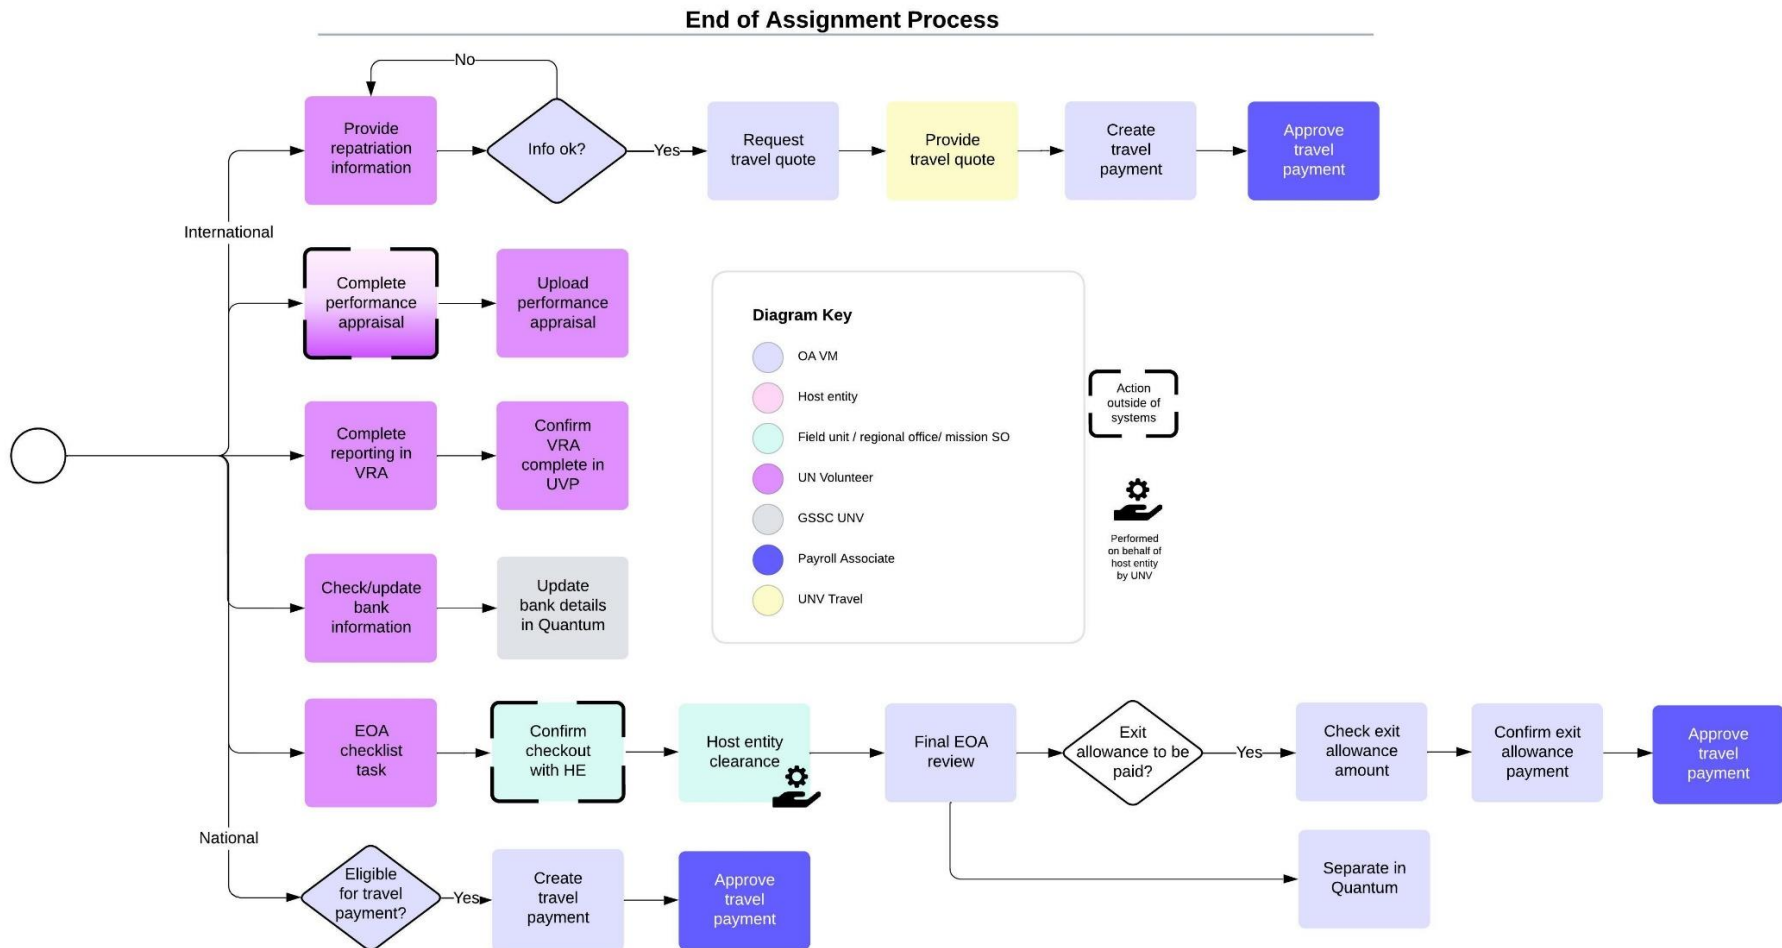 End of Assignment Process
No
Provide
repatriation
information
Info ok?
Yes
Request
travel quote
Provide
travel quote
Create
travel
payment
Approve
travel
payment
International
Complete
performance
appraisal
Upload
performance
appraisal
Diagram Key
OA VM
Host entity
Field unit / regional office/ mission SO
UN Volunteer
GSSC UNV
Payroll Associate
UNV Travel
Action
outside of
systems
Performed
on behalf of
host entity
by UNV
Complete
reporting in
VRA
Confirm
VRA
complete in
UVP
Check/update
bank
information
Update
bank details
in Quantum
EOA
checklist
task
Confirm
checkout
with HE
Host entity
clearance
Final EOA
review
Exit
allowance to be
paid?
Yes
Check exit
allowance
amount
Confirm exit
allowance
payment
Approve
travel
payment
Separate in
Quantum
National
Eligible
for travel
payment?
Yes
Create
travel
payment
Approve
travel
payment